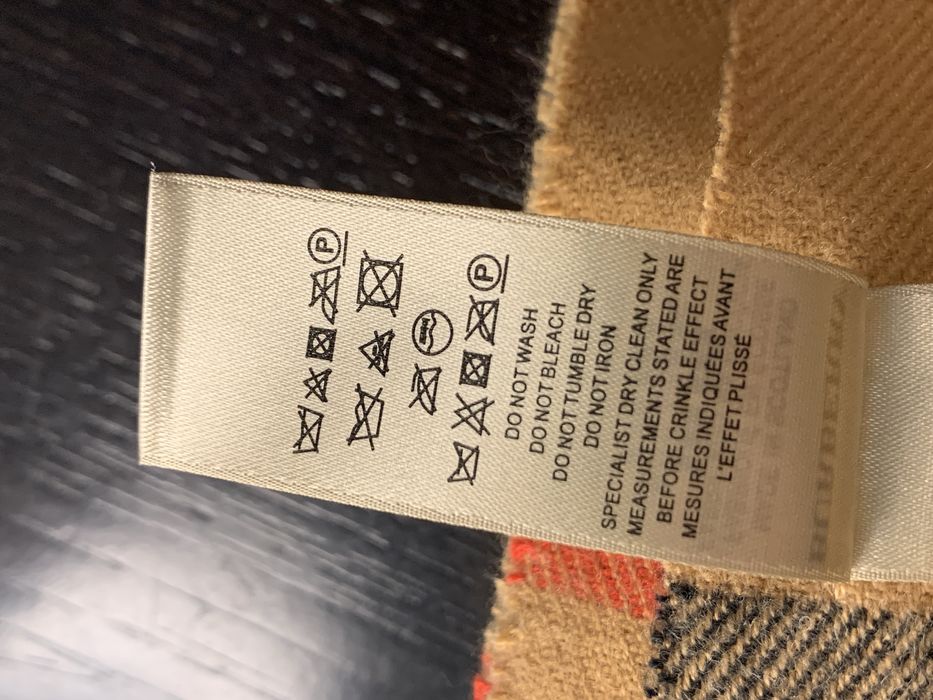 P
P
DO NOT WASH
DO NOT BLEACH
DO NOT TUMBLE DRY
DO NOT IRON
SPECIALIST DRY CLEAN ONLY
MEASUREMENTS STATED ARE
BEFORE CRINKLE EFFECT
MESURES INDIQUÉES AVANT
L'EFFET PLISSÉ